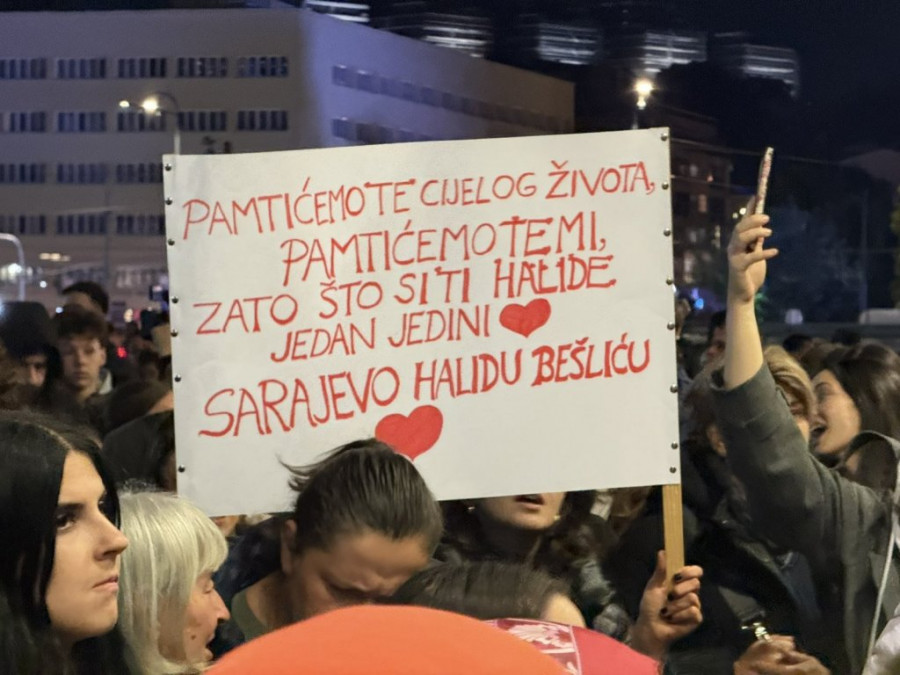 PAMTIĆEMO TE CIJELOG ŽIVOTA,
PAMTIĆEMO TE MI,
ZATO ŠTO SI TI HALIDE
JEDAN JEDINI
SARAJEVO HALIDU BEŠLIĆU